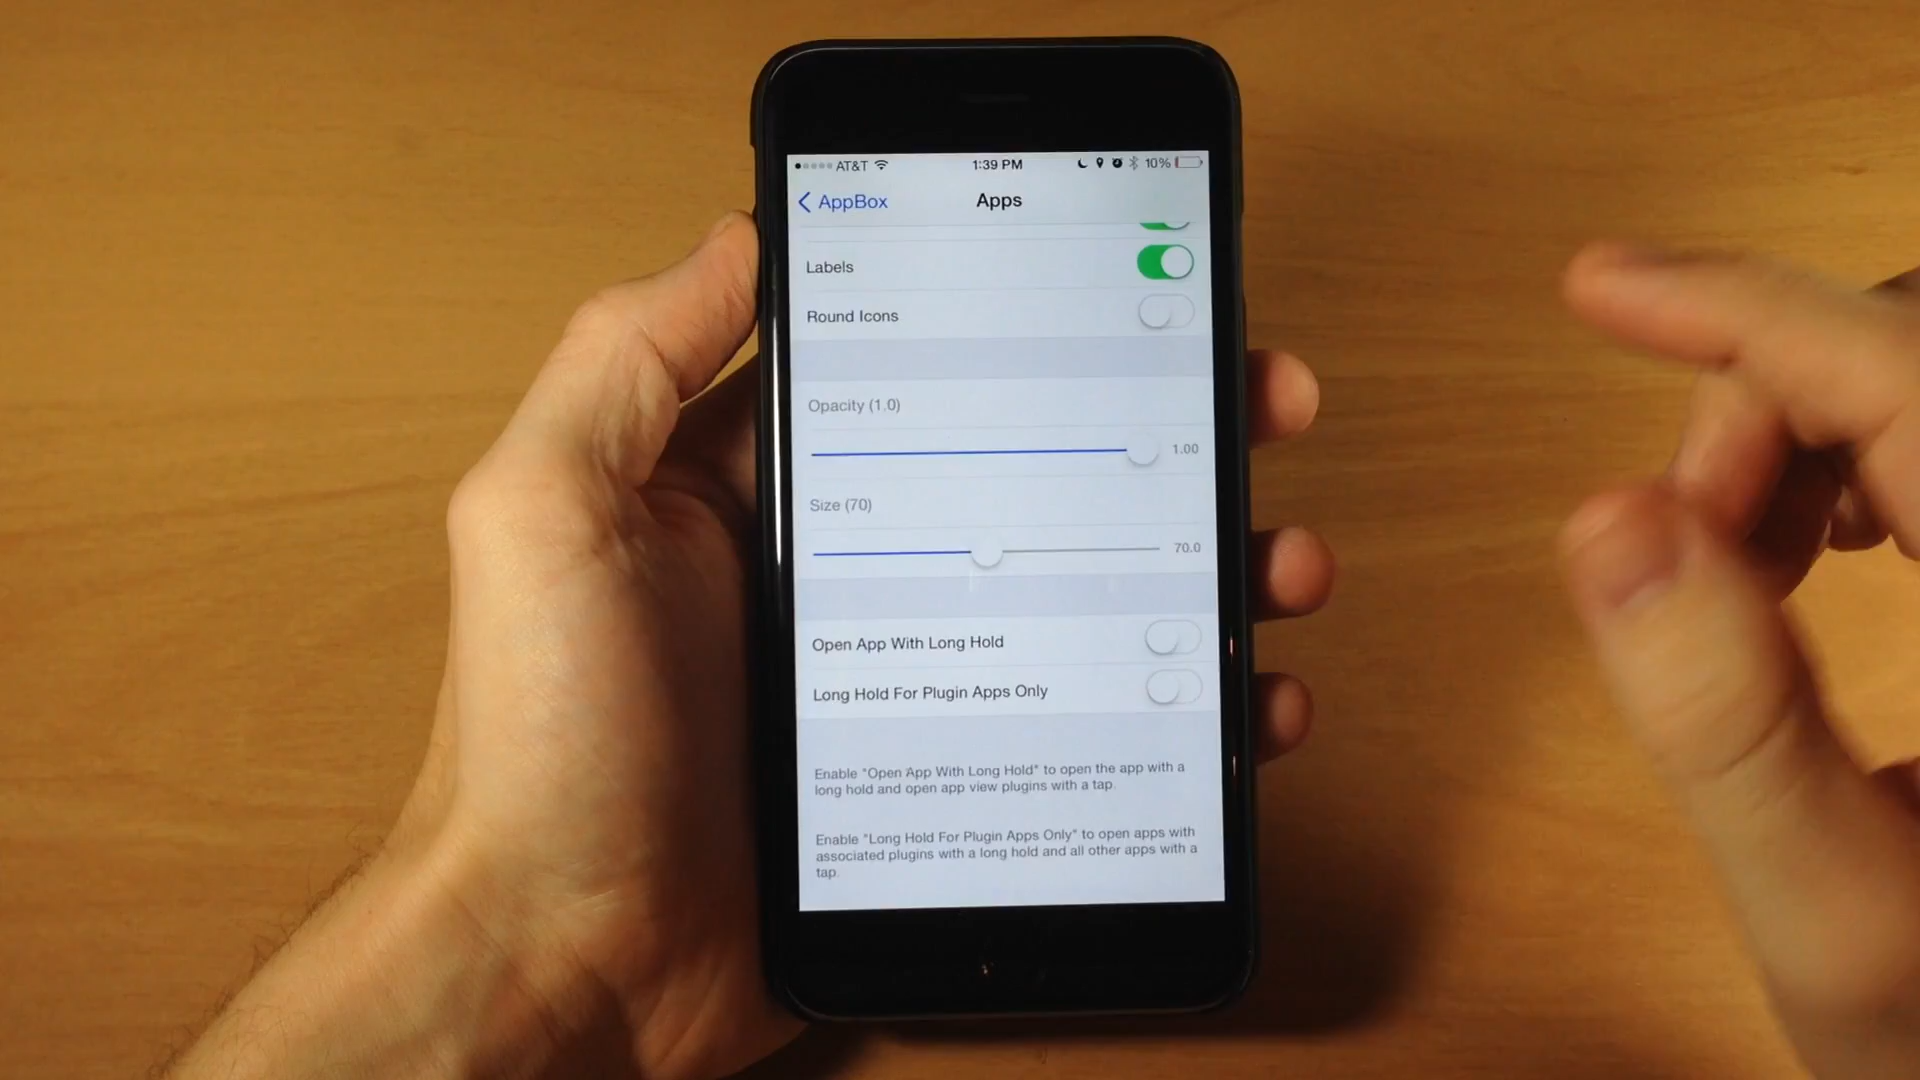 AT&T 1:39 PM 10%
AppBox Apps
Labels
Round Icons
Opacity (1.0)
1.00
Size (70)
70.0
Open App With Long Hold
Long Hold For Plugin Apps Only
Enable "Open App With Long Hold" to open the app with a
long hold and open app view plugins with a tap.
Enable "Long Hold For Plugin Apps Only" to open apps with
associated plugins with a long hold and all other apps with a
tap.